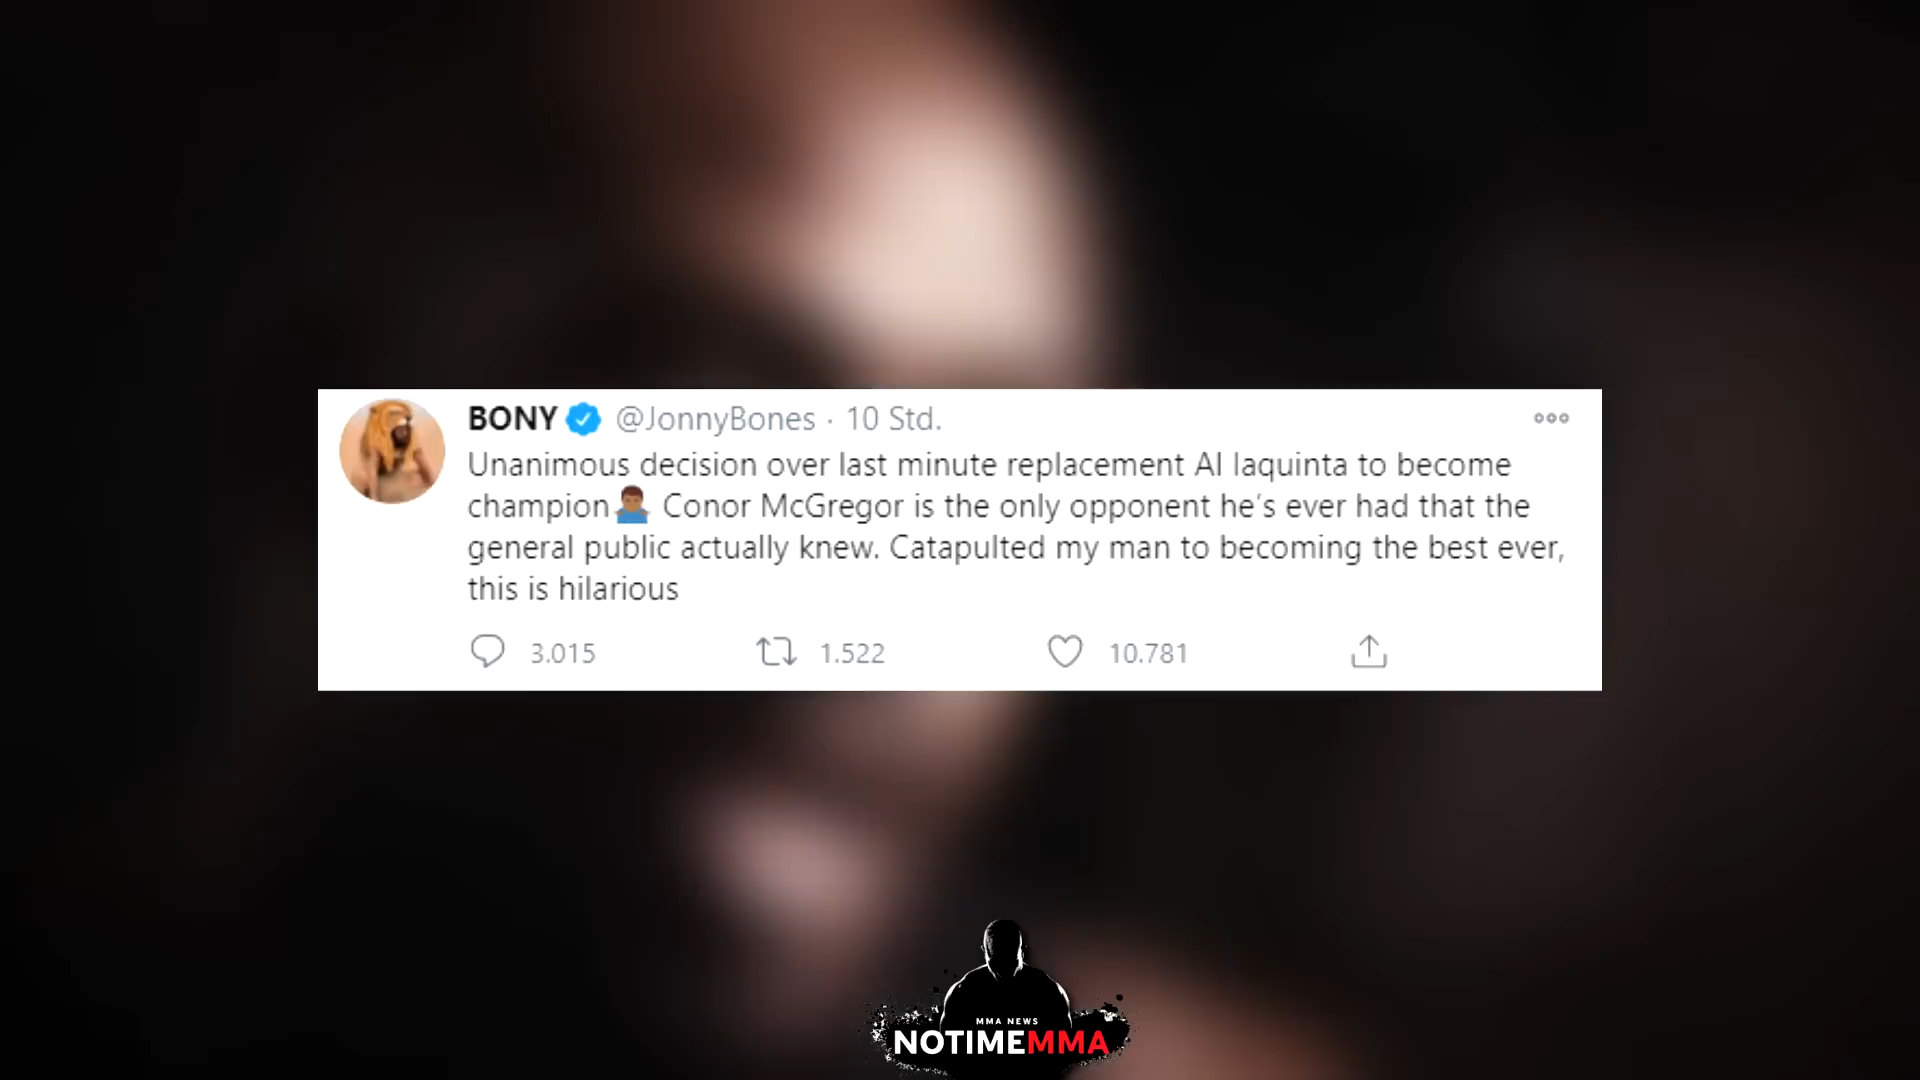 BONY @JonnyBones · 10 Std.
Unanimous decision over last minute replacement Al Iaquinta to become
champion🤷🏾‍♂️ Conor McGregor is the only opponent he's ever had that the
general public actually knew. Catapulted my man to becoming the best ever,
this is hilarious
3.015 1.522 10.781
MMA NEWS
NOTIMEMMA